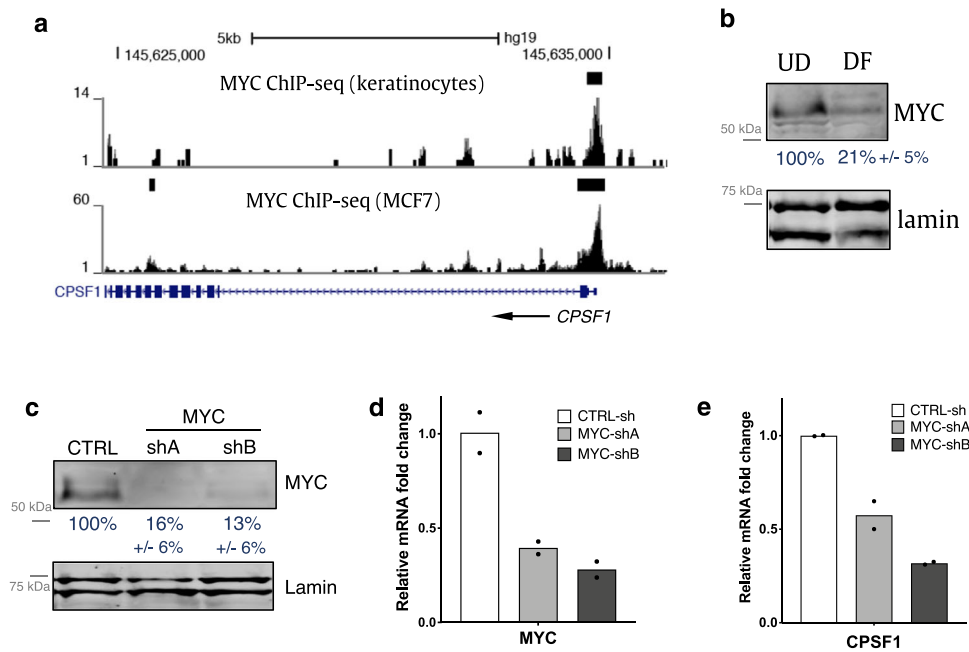 a
5kb hg19
145,625,000 145,635,000
MYC ChIP-seq (keratinocytes)
14
1
MYC ChIP-seq (MCF7)
60
1
CPSF1
CPSF1
b
UD DF
MYC
50 kDa
100% 21% +/- 5%
75 kDa
lamin
c
MYC
CTRL shA shB
MYC
50 kDa
100% 16% 13%
+/- 6% +/- 6%
75 kDa
Lamin
d
Relative mRNA fold change
1.0
0.5
0.0
CTRL-sh
MYC-shA
MYC-shB
MYC
e
Relative mRNA fold change
1.0
0.5
0.0
CTRL-sh
MYC-shA
MYC-shB
CPSF1